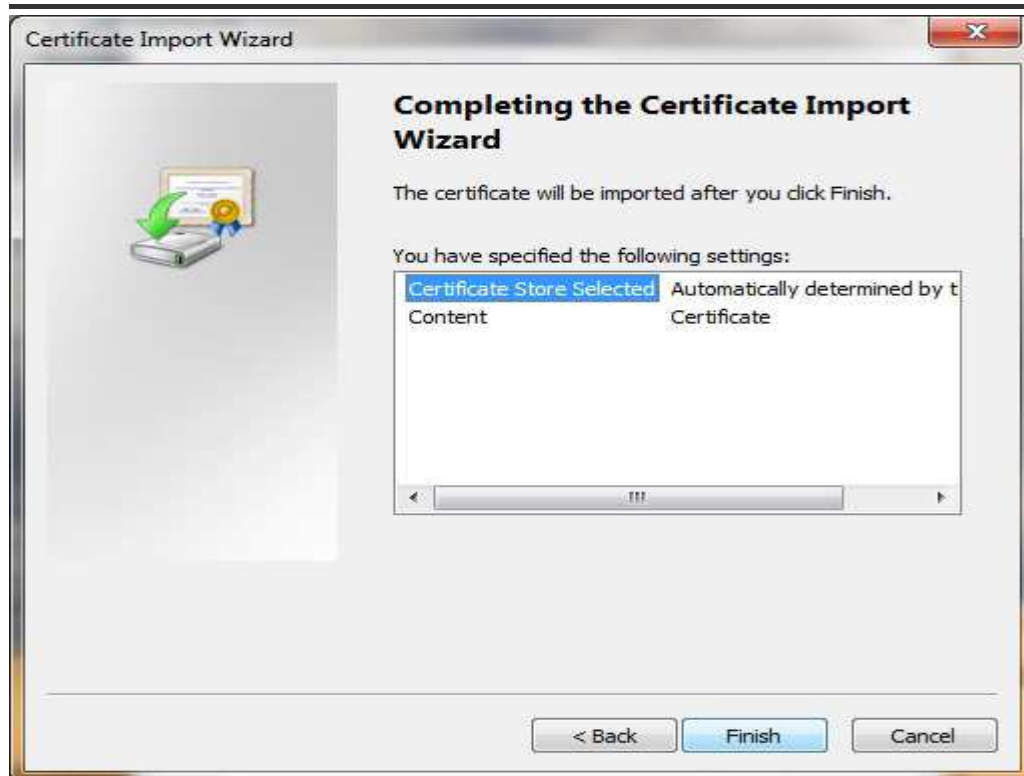 Certificate Import Wizard
Completing the Certificate Import
Wizard
The certificate will be imported after you click Finish.
You have specified the following settings:
Certificate Store Selected Automatically determined by t
Content Certificate
< Back Finish Cancel